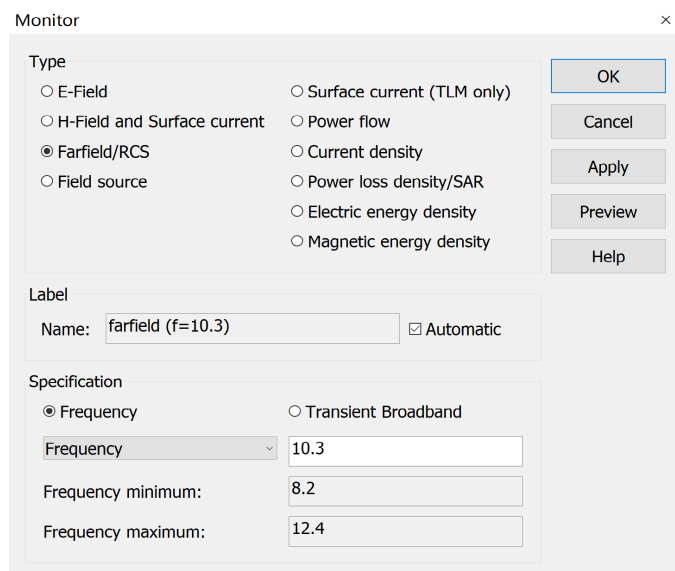 Monitor
Type
E-Field
Surface current (TLM only)
H-Field and Surface current
Power flow
Farfield/RCS
Current density
Field source
Power loss density/SAR
Electric energy density
Magnetic energy density
OK
Cancel
Apply
Preview
Help
Label
Name: farfield (f=10.3) Automatic
Specification
Frequency
Transient Broadband
Frequency 10.3
Frequency minimum: 8.2
Frequency maximum: 12.4